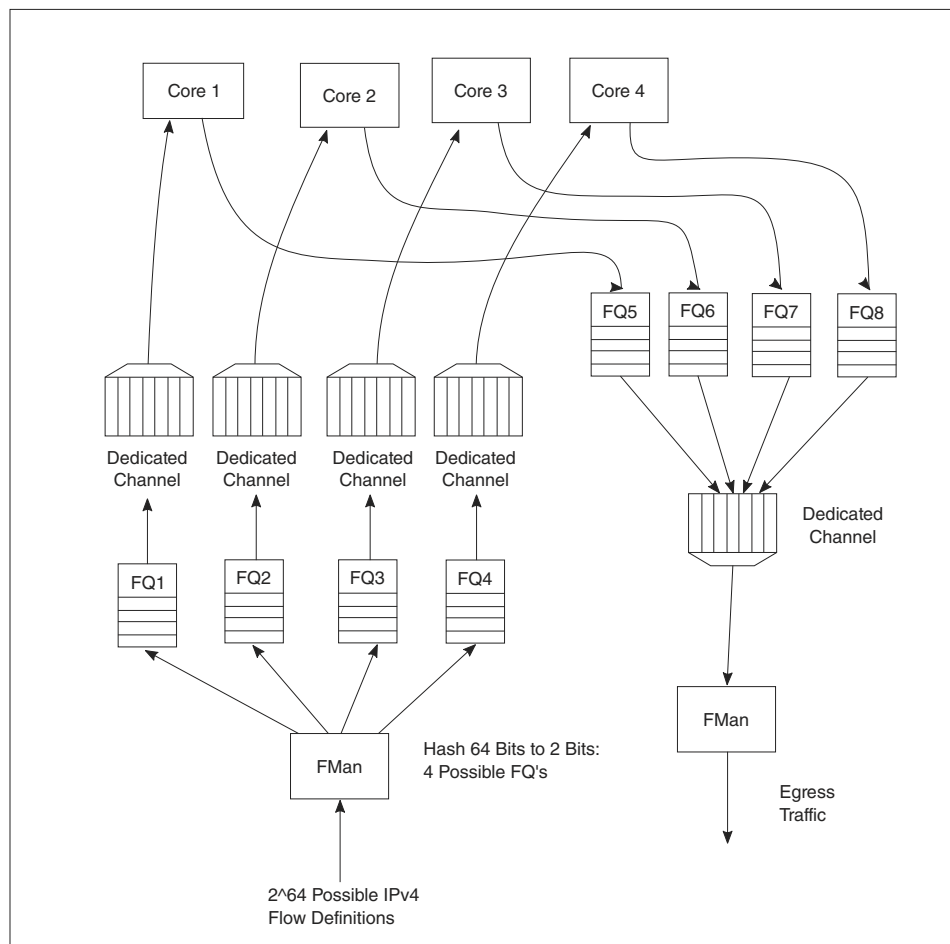 Core 1
Core 2
Core 3
Core 4
FQ5
FQ6
FQ7
FQ8
Dedicated
Channel
Dedicated
Channel
Dedicated
Channel
Dedicated
Channel
Dedicated
Channel
FQ1
FQ2
FQ3
FQ4
FMan
Hash 64 Bits to 2 Bits:
4 Possible FQ's
FMan
Egress
Traffic
2^64 Possible IPv4
Flow Definitions